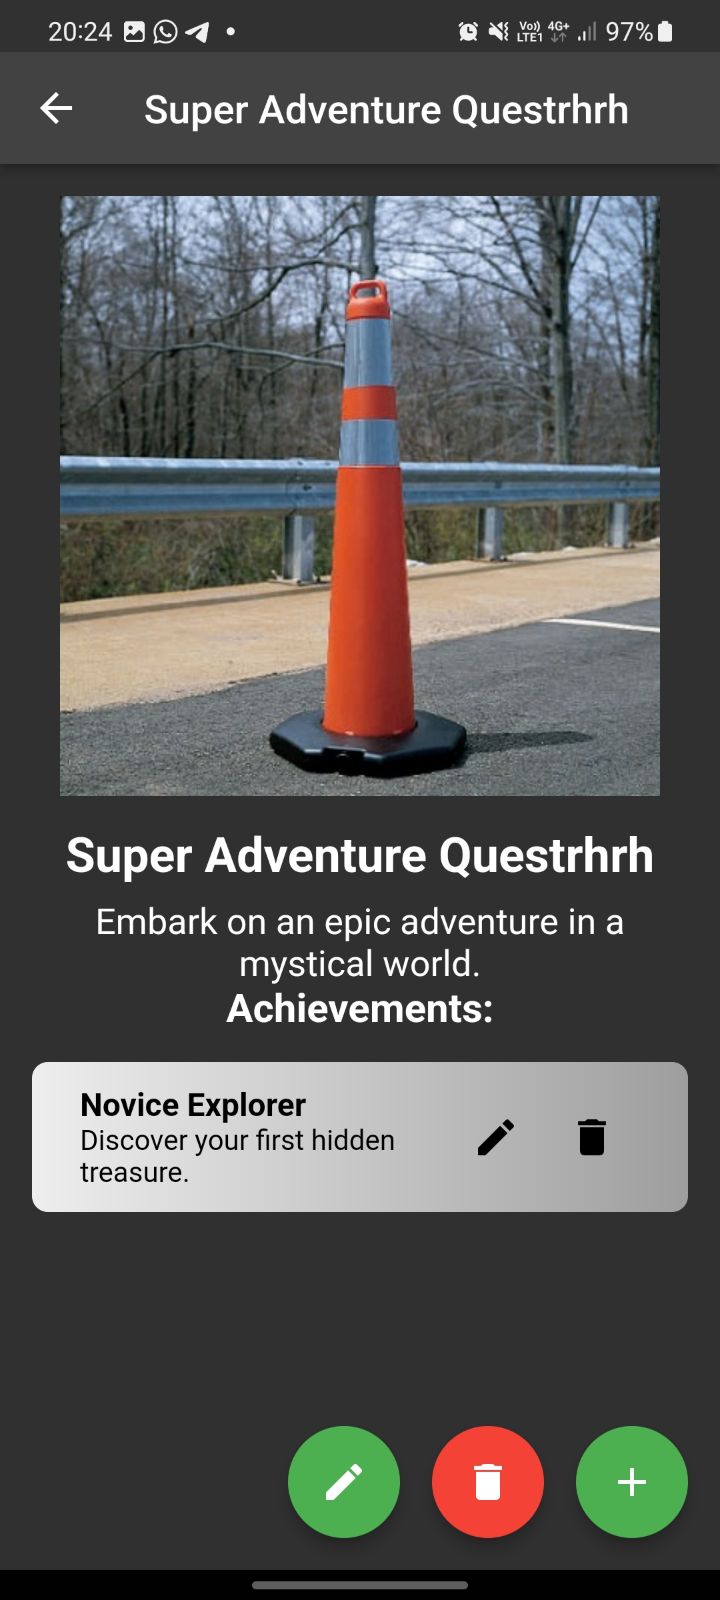 20:24
Vo)) 4G+
LTE1
97%
Super Adventure Questrhrh
Super Adventure Questrhrh
Embark on an epic adventure in a
mystical world.
Achievements:
Novice Explorer
Discover your first hidden
treasure.